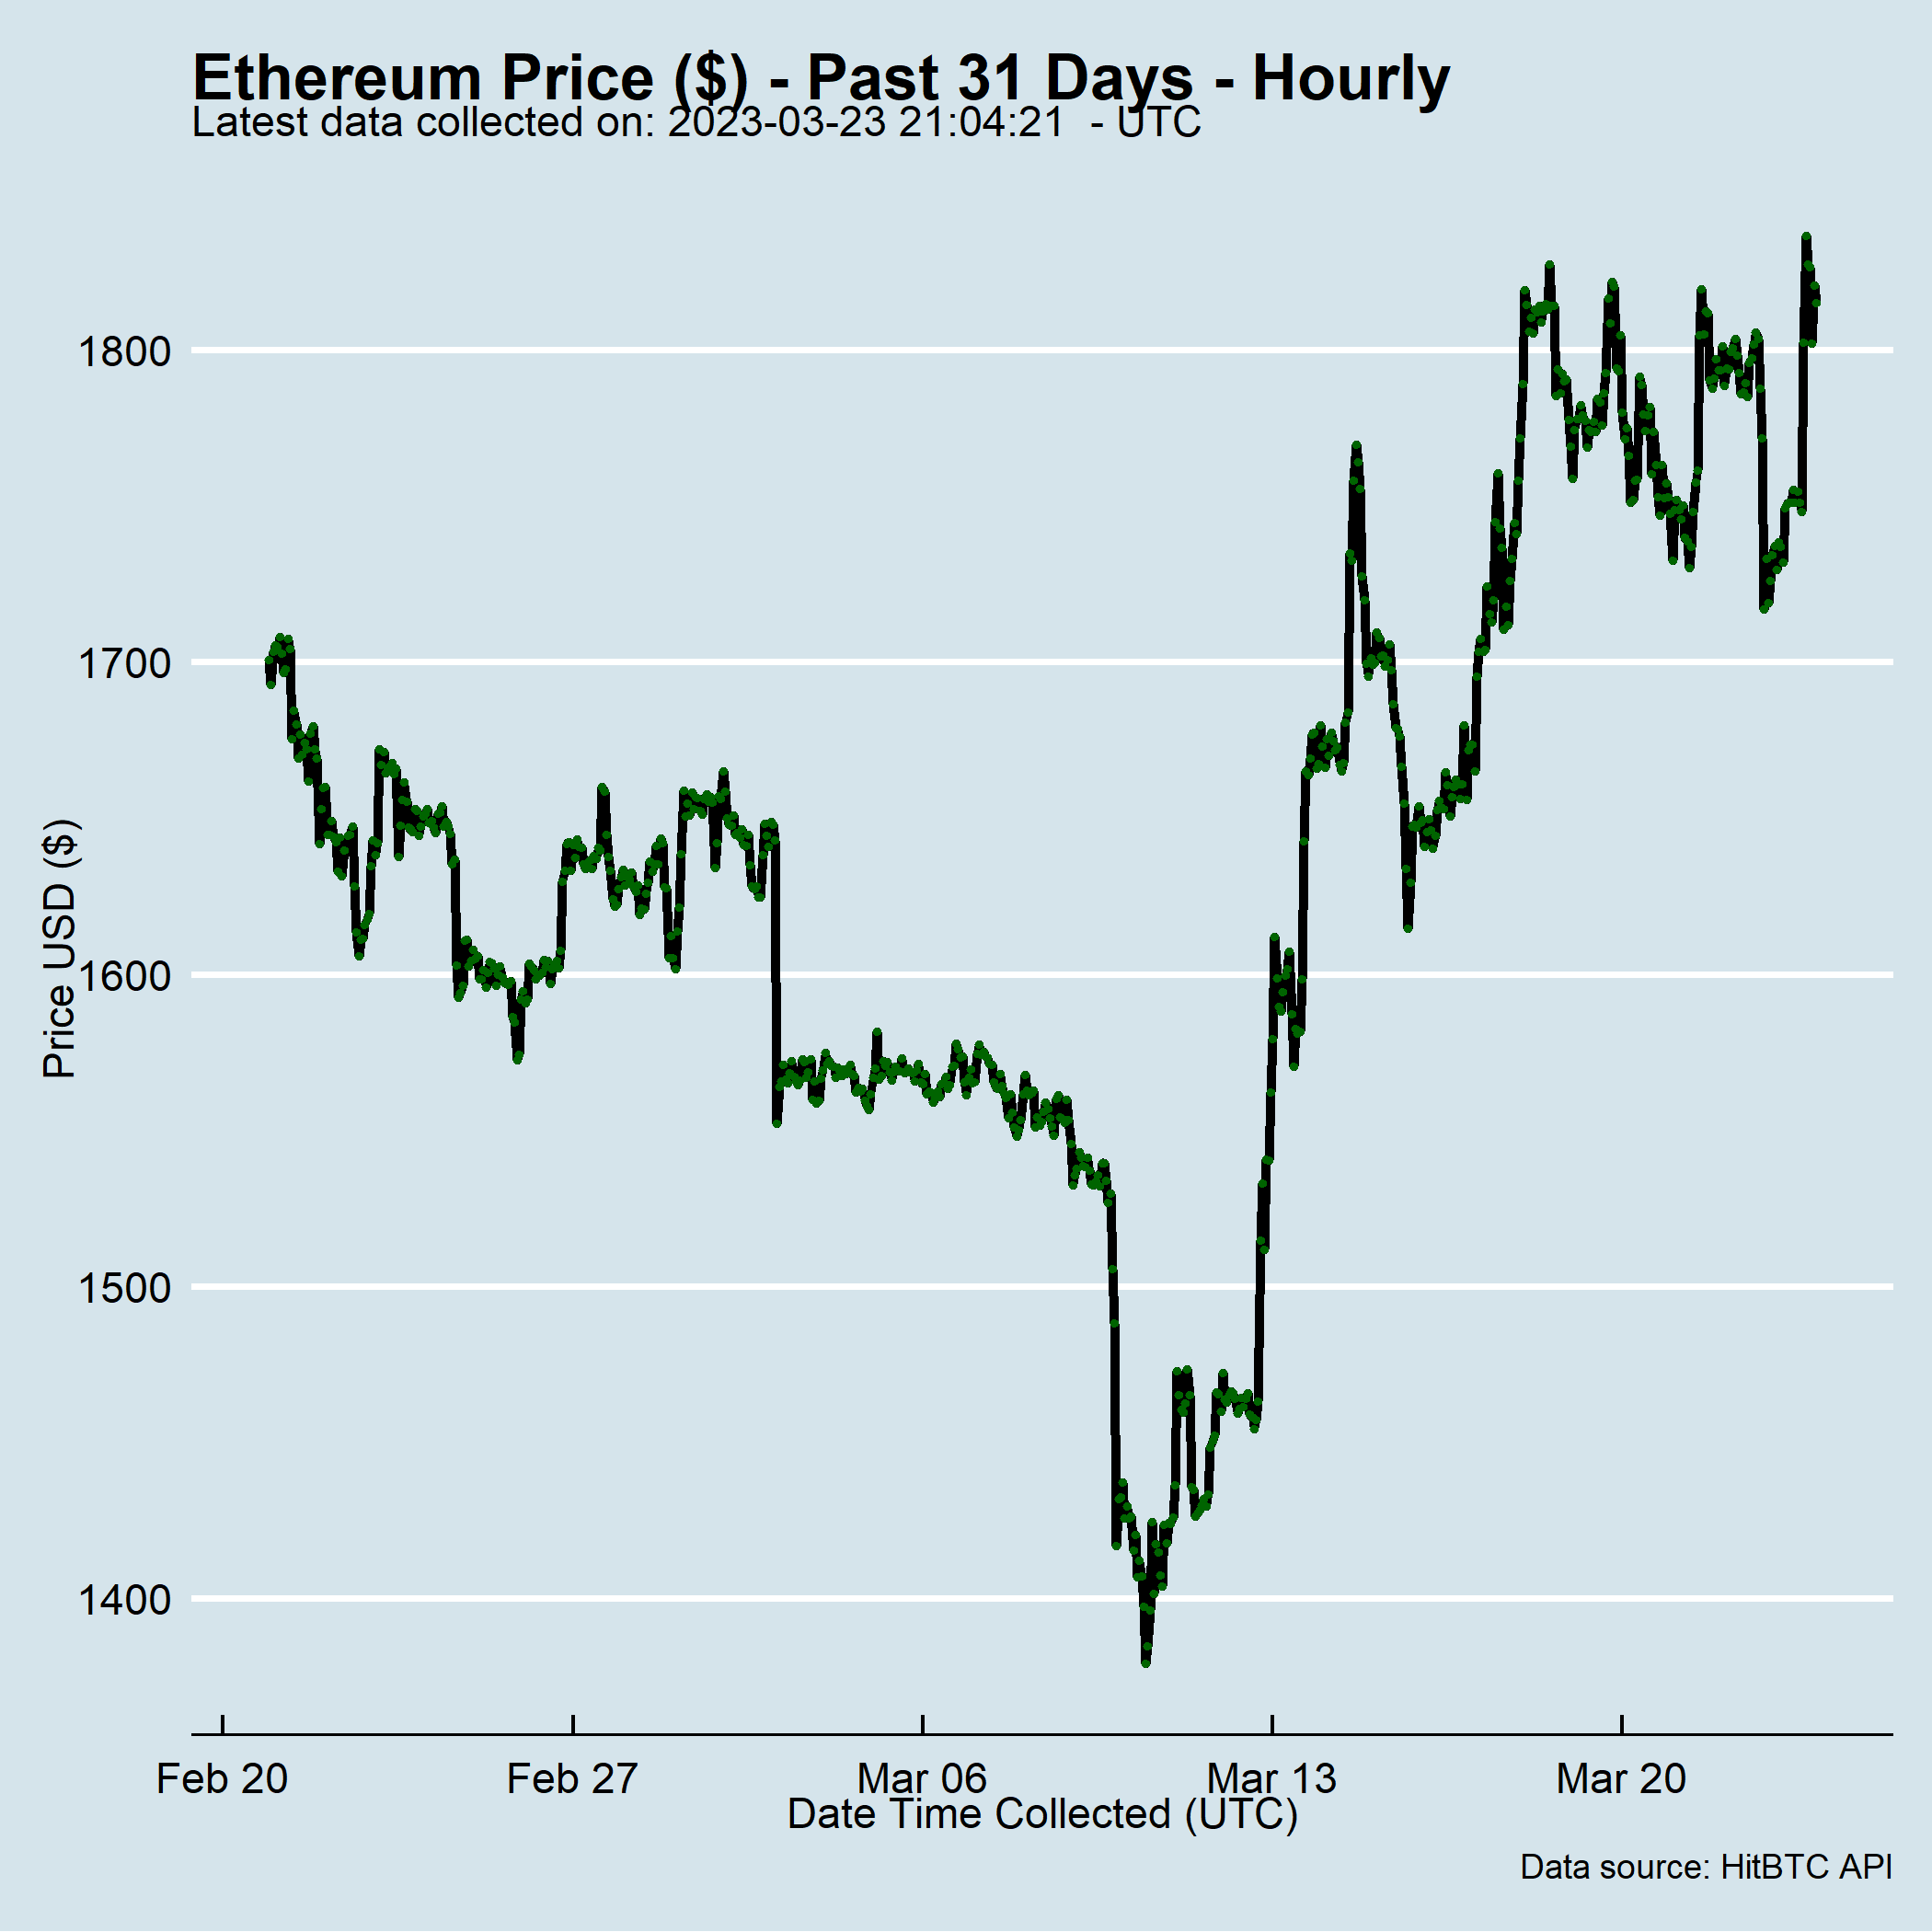 Ethereum Price ($) - Past 31 Days - Hourly
Latest data collected on: 2023-03-23 21:04:21  - UTC
Price USD ($)
1800
1700
1600
1500
1400
Feb 20
Feb 27
Mar 06
Mar 13
Mar 20
Date Time Collected (UTC)
Data source: HitBTC API